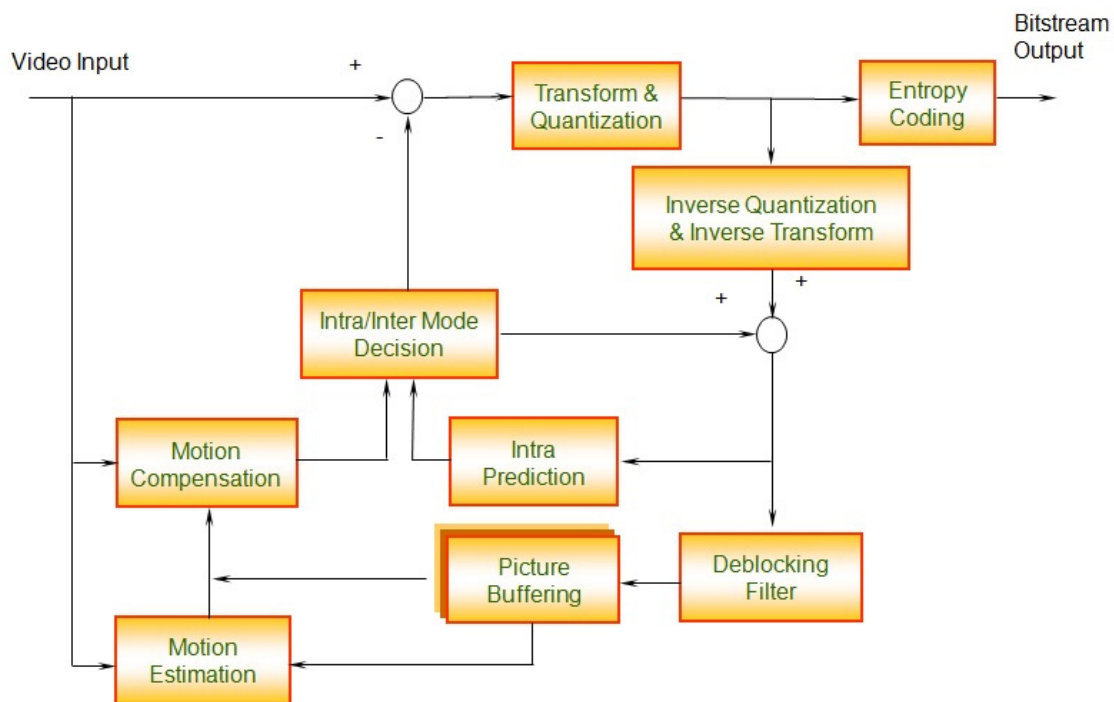 Bitstream
Output
Video Input
+
Transform &
Quantization
Entropy
Coding
-
Inverse Quantization
& Inverse Transform
+
+
Intra/Inter Mode
Decision
Motion
Compensation
Intra
Prediction
Picture
Buffering
Deblocking
Filter
Motion
Estimation